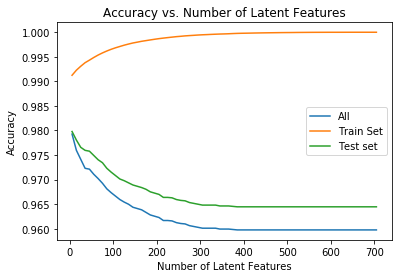 Accuracy vs. Number of Latent Features
1.000
0.995
0.990
0.985
0.980
0.975
0.970
0.965
0.960
Accuracy
All
Train Set
Test set
0 100 200 300 400 500 600 700
Number of Latent Features